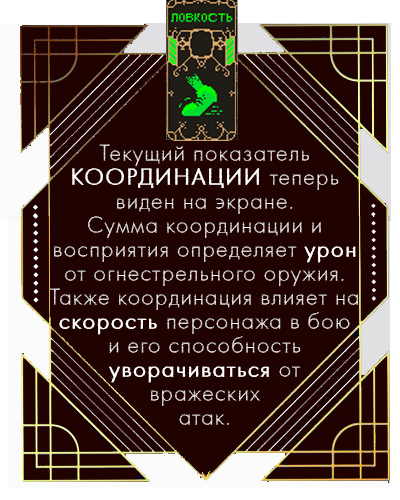 ЛОВКОСТЬ
Текущий показатель
КООРДИНАЦИИ теперь
виден на экране.
Сумма координации и
восприятия определяет урон
от огнестрельного оружия.
Также координация влияет на
скорость персонажа в бою
и его способность
уворачиваться от
вражеских
атак.